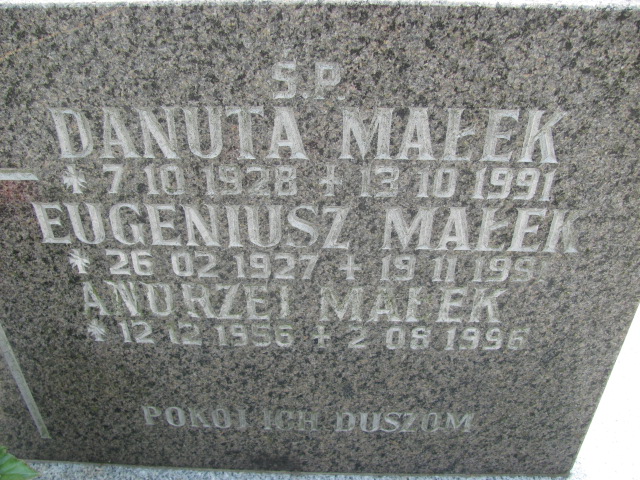 Ś.P.
DANUTA MAŁEK
* 7 10 1928 + 13 10 1991
EUGENIUSZ MAŁEK
* 26 02 1927 + 19 11
ANDRZEJ MAŁEK
* 12 12 1956 + 2 08 1996
POKÓJ ICH DUSZOM